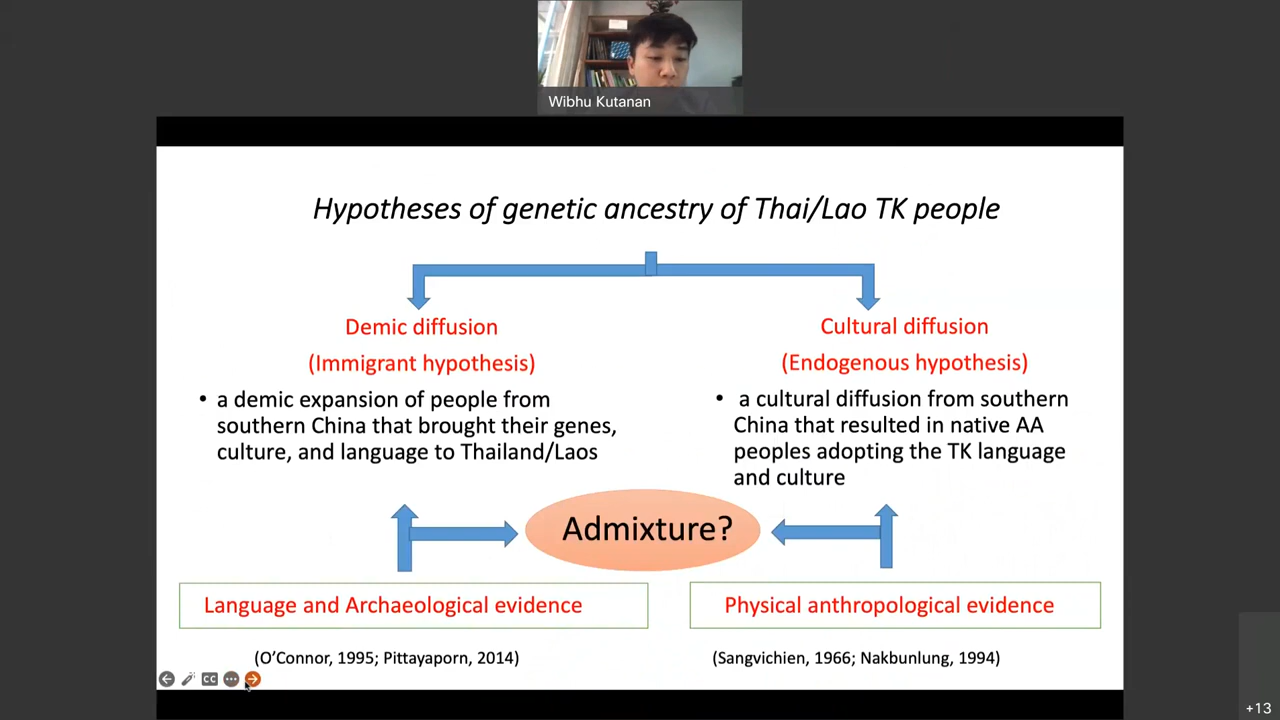 Wibhu Kutanan
Hypotheses of genetic ancestry of Thai/Lao TK people
Demic diffusion
(Immigrant hypothesis)
• a demic expansion of people from
southern China that brought their genes,
culture, and language to Thailand/Laos
Cultural diffusion
(Endogenous hypothesis)
• a cultural diffusion from southern
China that resulted in native AA
peoples adopting the TK language
and culture
Admixture?
Language and Archaeological evidence
(O’Connor, 1995; Pittayaporn, 2014)
Physical anthropological evidence
(Sangvichien, 1966; Nakbunlung, 1994)
CC
+13